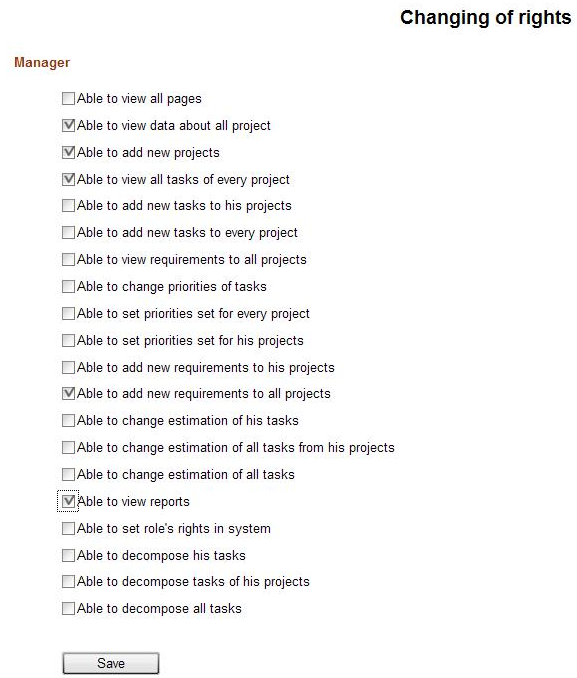 Changing of rights
Manager
Able to view all pages
Able to view data about all project
Able to add new projects
Able to view all tasks of every project
Able to add new tasks to his projects
Able to add new tasks to every project
Able to view requirements to all projects
Able to change priorities of tasks
Able to set priorities set for every project
Able to set priorities set for his projects
Able to add new requirements to his projects
Able to add new requirements to all projects
Able to change estimation of his tasks
Able to change estimation of all tasks from his projects
Able to change estimation of all tasks
Able to view reports
Able to set role's rights in system
Able to decompose his tasks
Able to decompose tasks of his projects
Able to decompose all tasks
Save